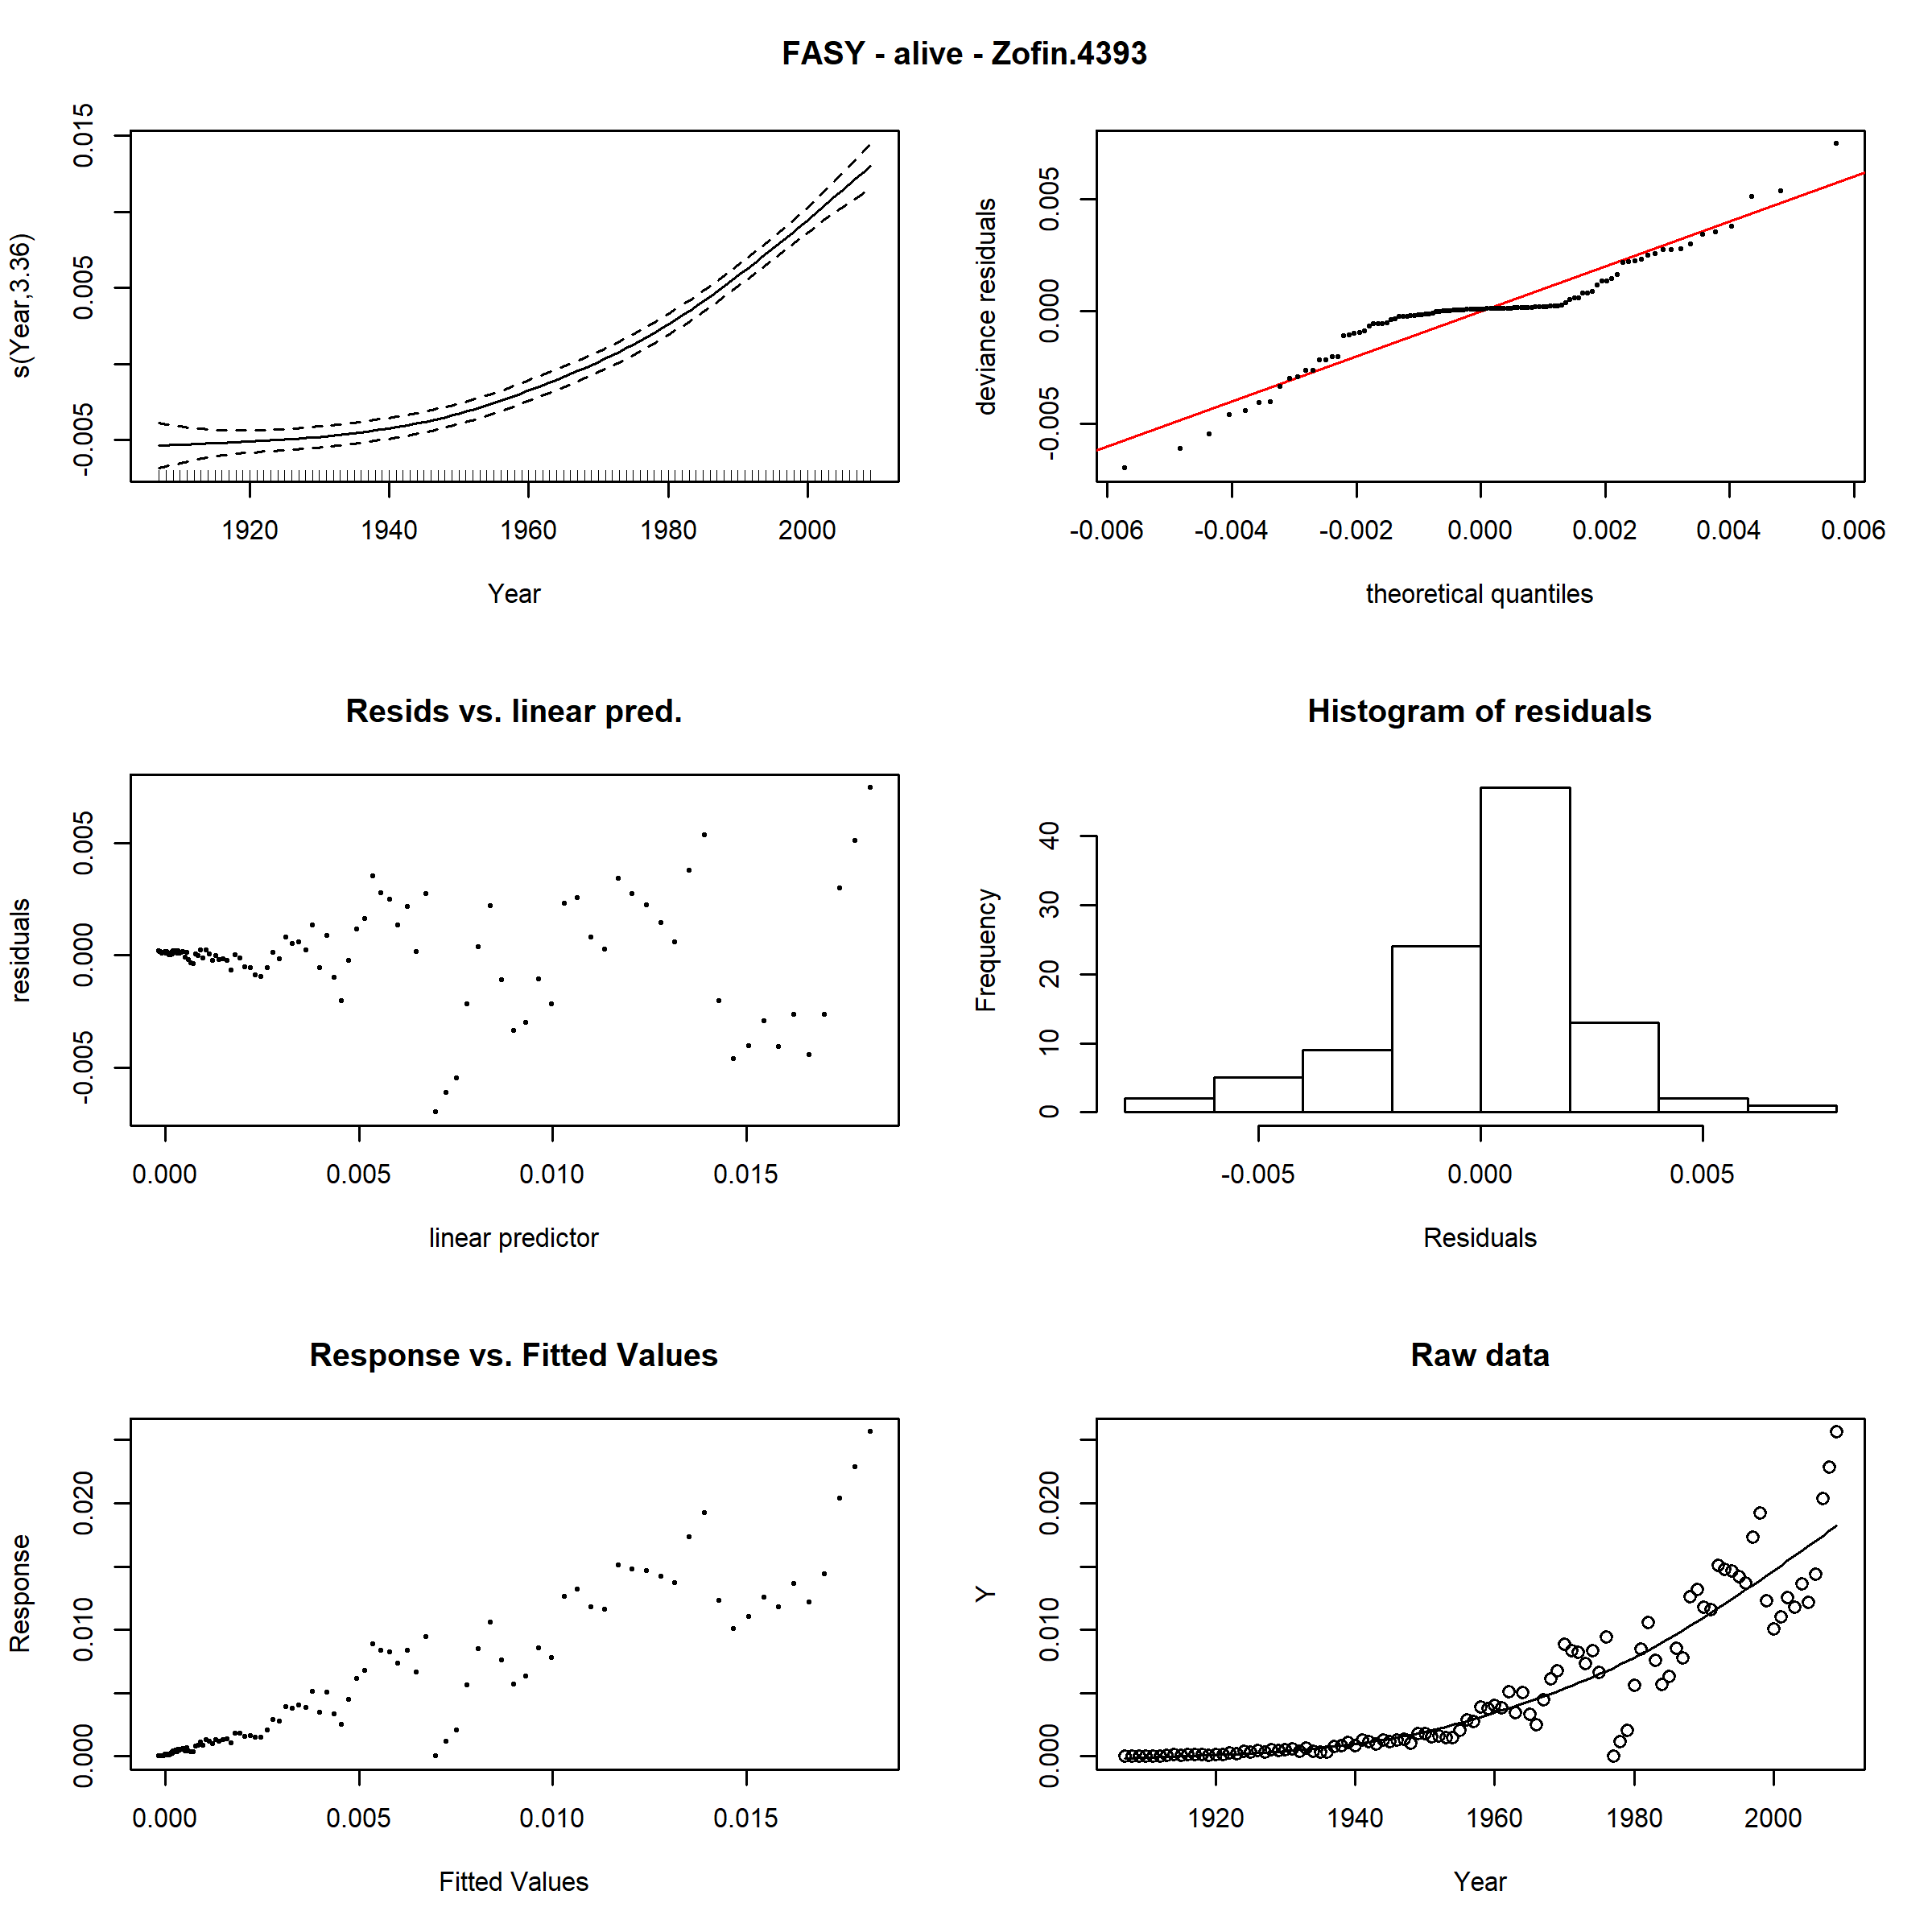 FASY - alive - Zofin.4393
s(Year,3.36)
-0.005 0.005 0.015
1920 1940 1960 1980 2000
Year
deviance residuals
-0.005 0.000 0.005
-0.006 -0.004 -0.002 0.000 0.002 0.004 0.006
theoretical quantiles
Resids vs. linear pred.
residuals
-0.005 0.000 0.005
0.000 0.005 0.010 0.015
linear predictor
Histogram of residuals
Frequency
0 10 20 30 40
-0.005 0.000 0.005
Residuals
Response vs. Fitted Values
Response
0.000 0.010 0.020
0.000 0.005 0.010 0.015
Fitted Values
Raw data
Y
0.000 0.010 0.020
1920 1940 1960 1980 2000
Year